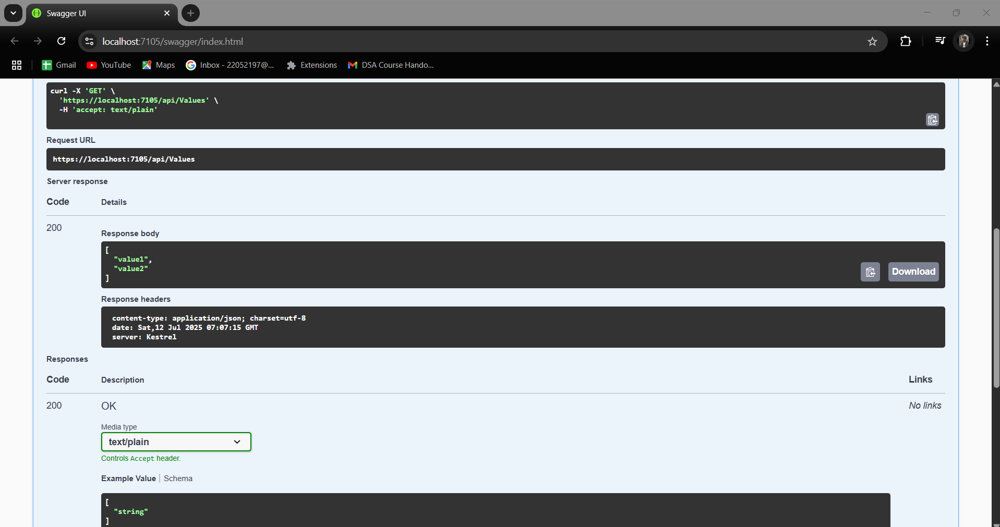 Swagger UI
localhost:7105/swagger/index.html
Gmail
YouTube
Maps
Inbox - 22052197@...
Extensions
DSA Course Hando...
curl -X 'GET' \
'https://localhost:7105/api/Values' \
-H 'accept: text/plain'
Request URL
https://localhost:7105/api/Values
Server response
Code Details
200
Response body
[
"value1",
"value2"
]
Download
Response headers
content-type: application/json; charset=utf-8
date: Sat,12 Jul 2025 07:07:15 GMT
server: Kestrel
Responses
Code Description Links
200 OK No links
Media type
text/plain
Controls Accept header.
Example Value | Schema
[
"string"
]